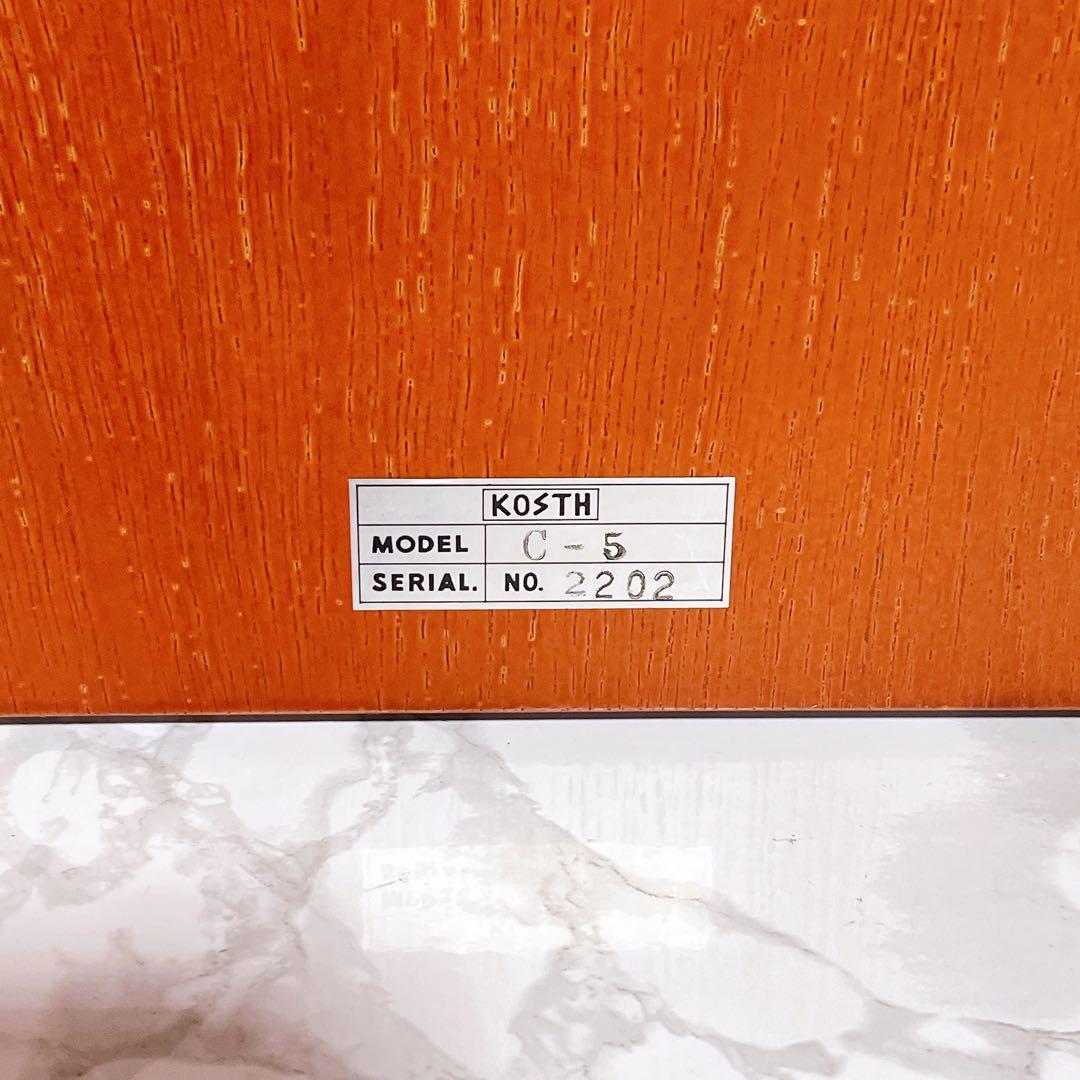 KOSTH
MODEL C-5
SERIAL. NO. 2202